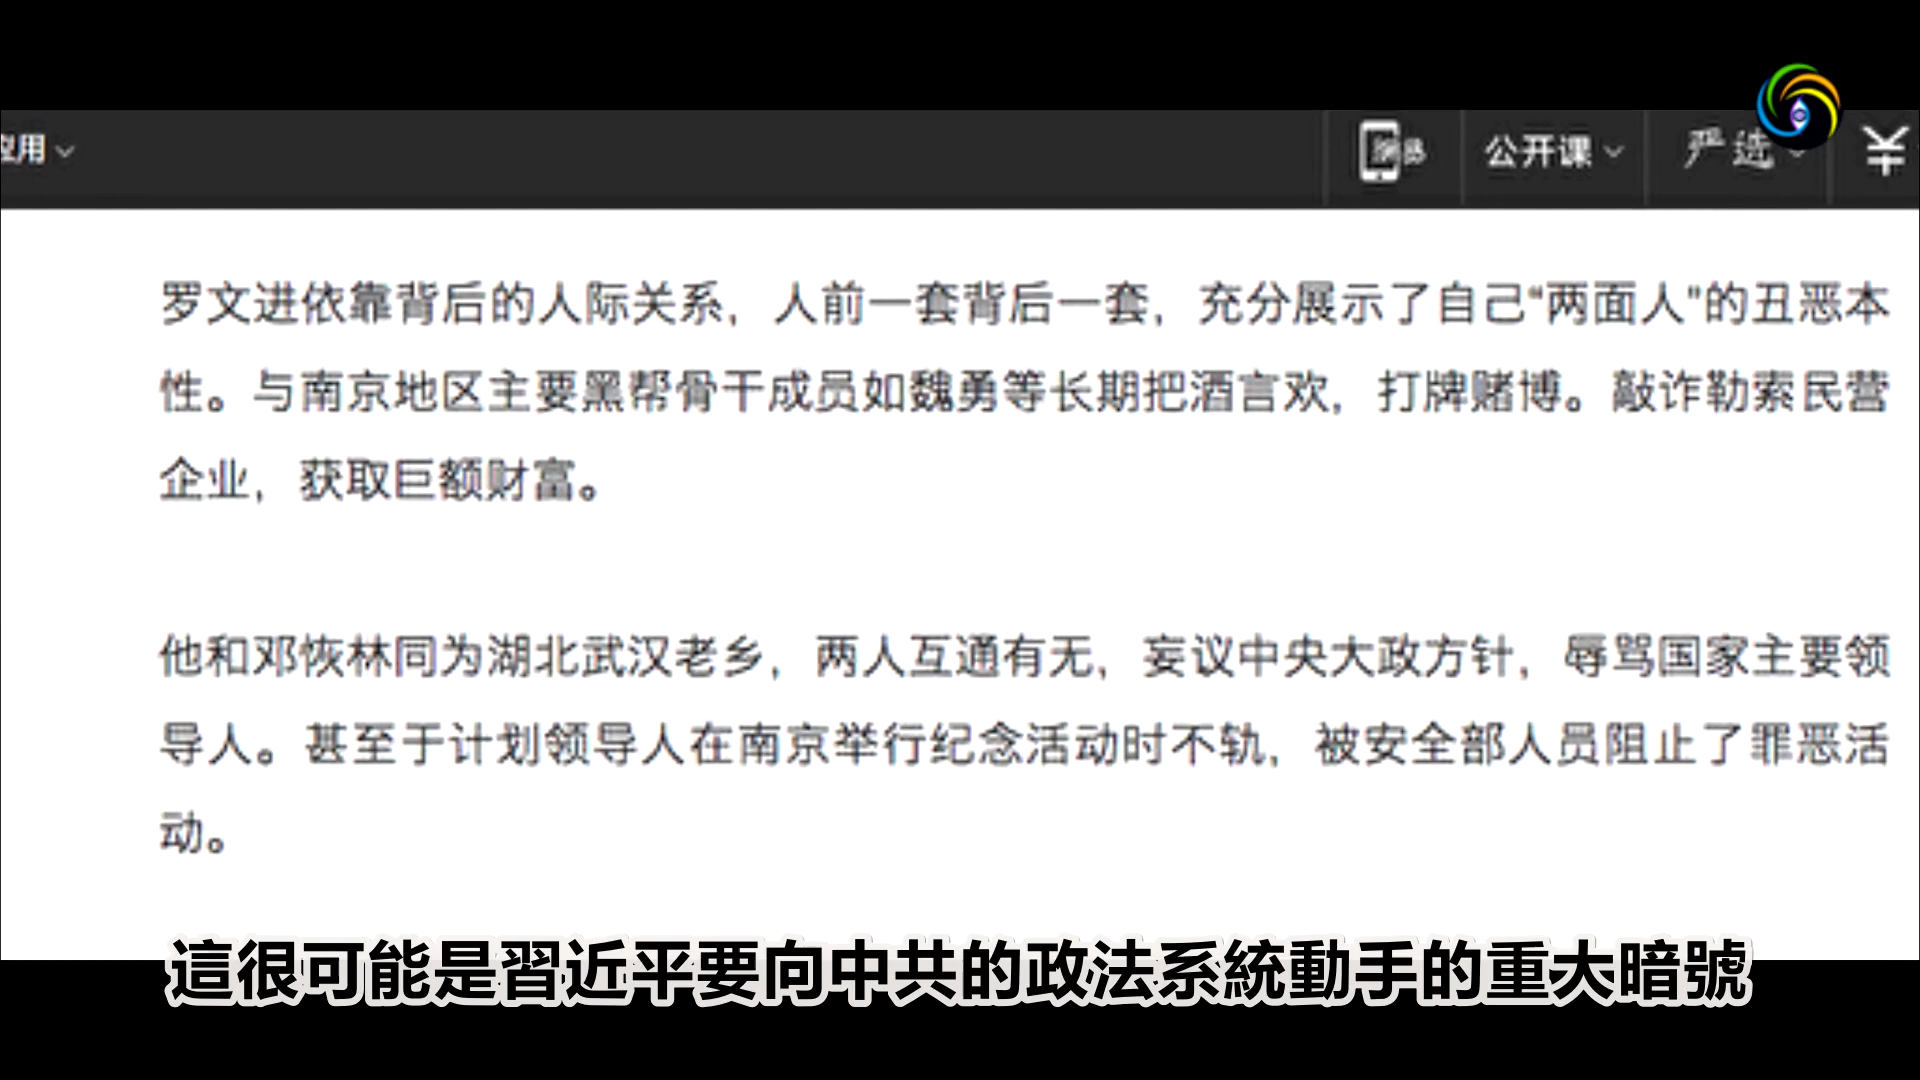 用
公开课
严选
罗文进依靠背后的人际关系，人前一套背后一套，充分展示了自己“两面人”的丑恶本
性。与南京地区主要黑帮骨干成员如魏勇等长期把酒言欢，打牌赌博。敲诈勒索民营
企业，获取巨额财富。
他和邓恢林同为湖北武汉老乡，两人互通有无，妄议中央大政方针，辱骂国家主要领
导人。甚至于计划领导人在南京举行纪念活动时不轨，被安全部人员阻止了罪恶活
动。
這很可能是習近平要向中共的政法系統動手的重大暗號